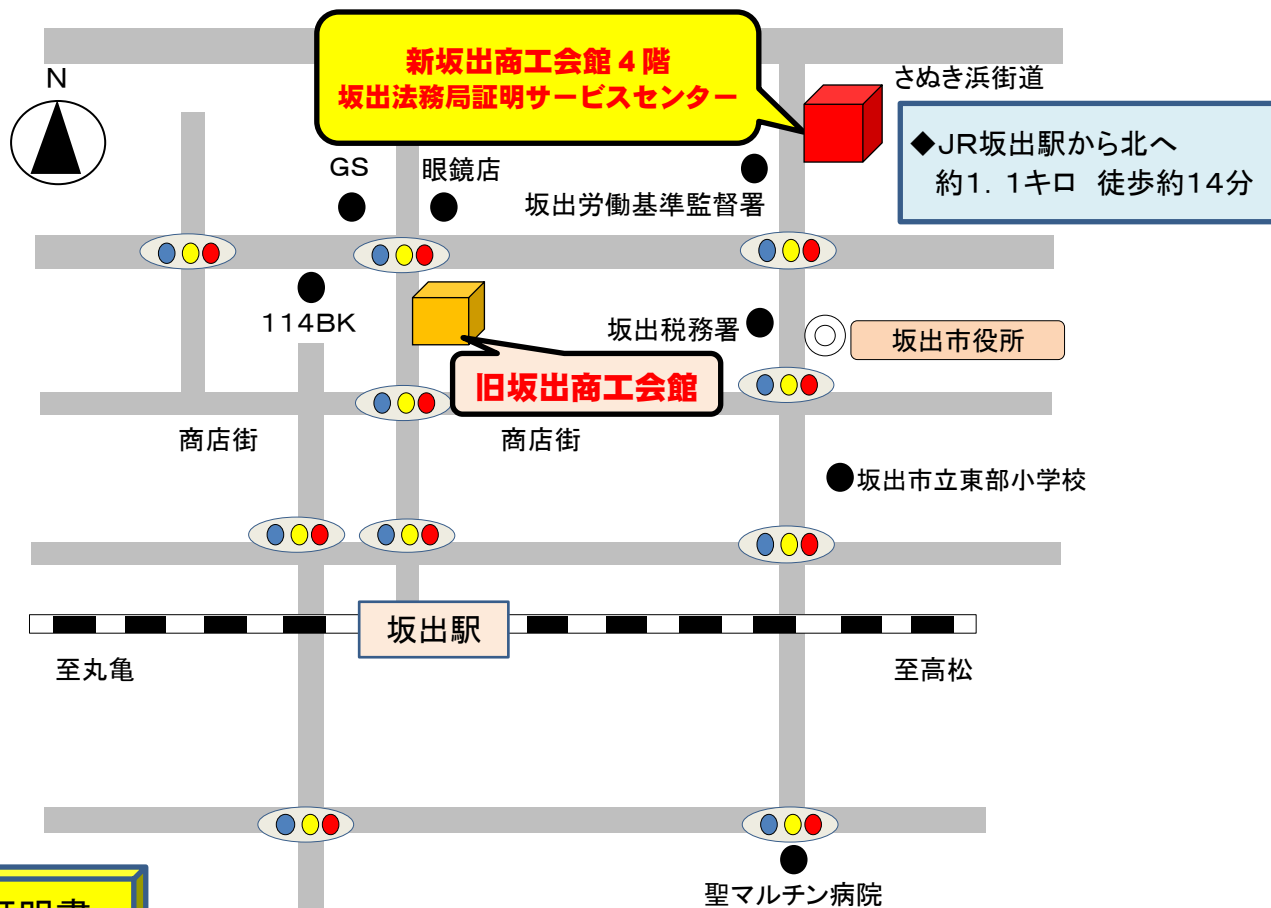 新坂出商工会館４階
坂出法務局証明サービスセンター
さぬき浜街道
N
◆ＪＲ坂出駅から北へ
約１．１キロ　徒歩約１４分
GS
眼鏡店
坂出労働基準監督署
114BK
坂出税務署
坂出市役所
旧坂出商工会館
商店街
商店街
坂出市立東部小学校
坂出駅
至丸亀
至高松
聖マルチン病院